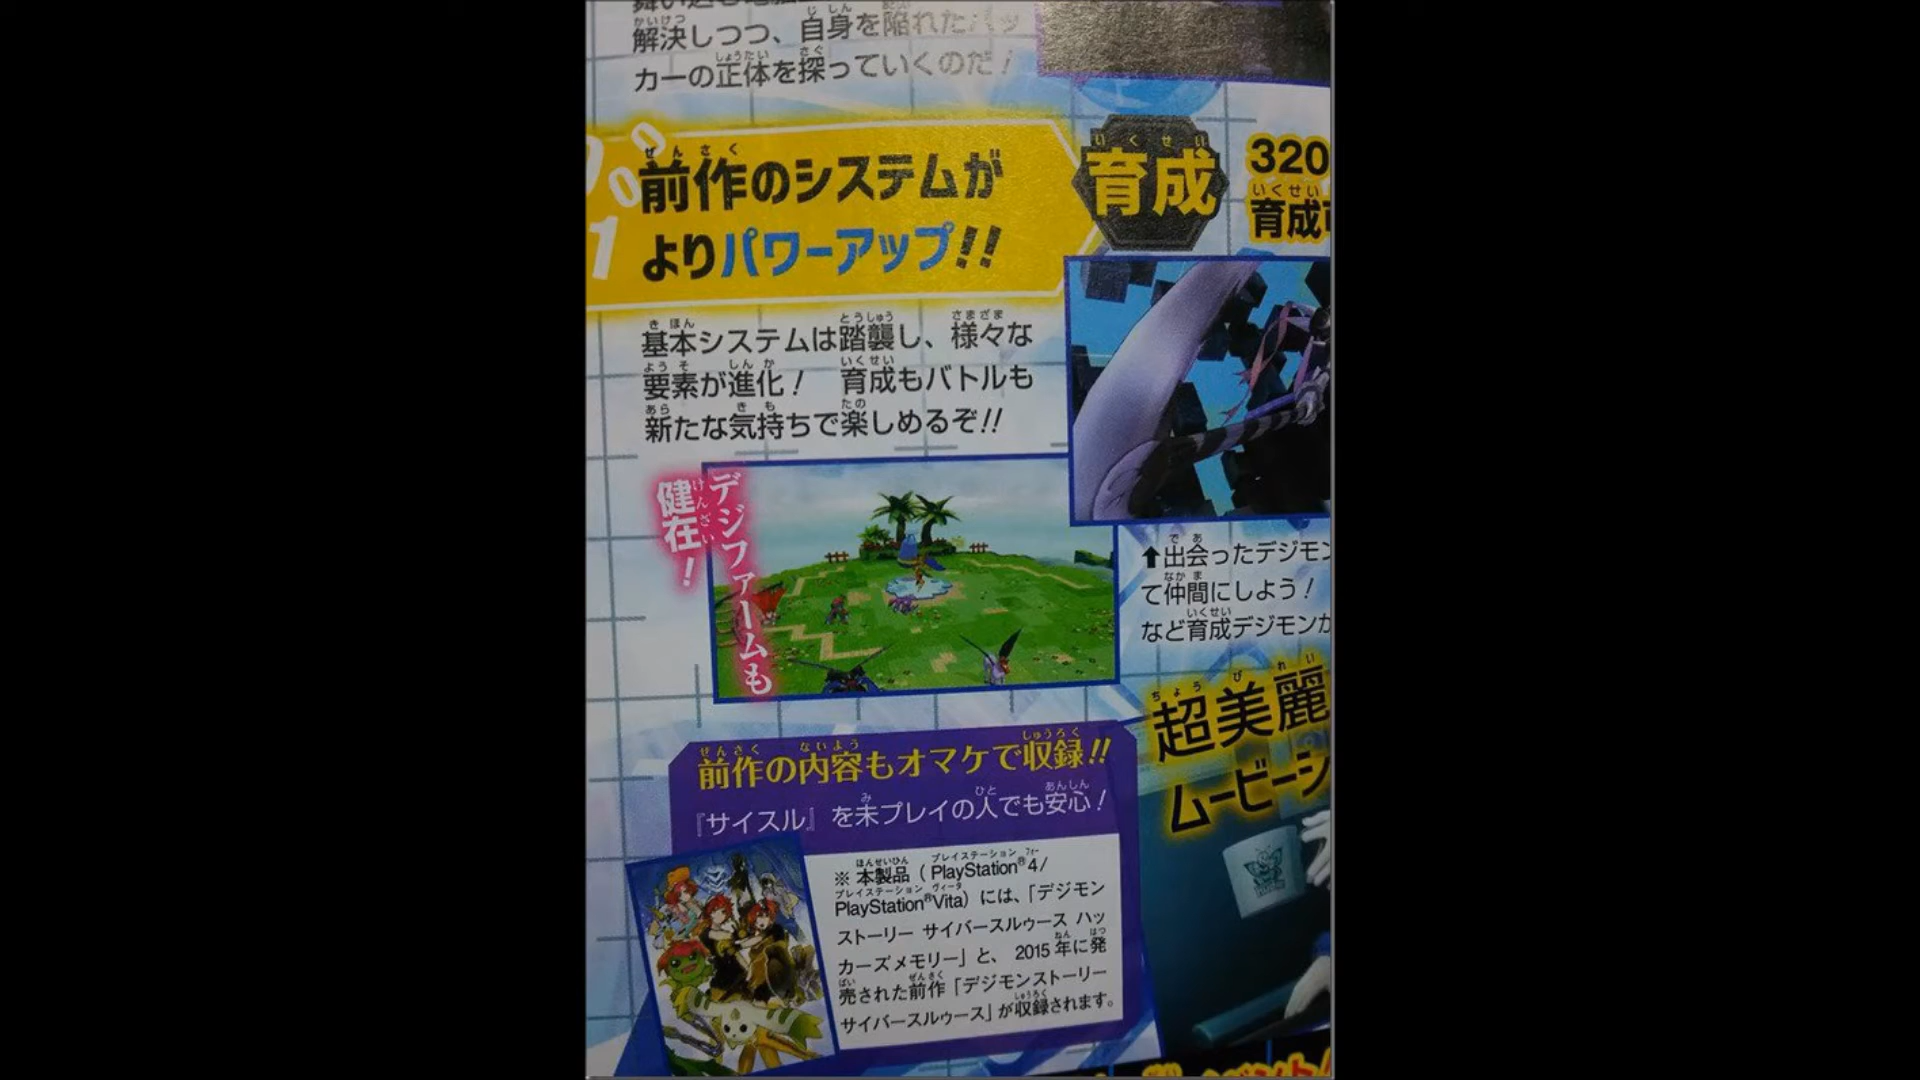 解決しつつ、自身を陥れたハッ
カーの正体を探っていくのだ!
前作のシステムが
よりパワーアップ!!
基本システムは踏襲し、様々な
要素が進化! 育成もバトルも
新たな気持ちで楽しめるぞ!!
デジファームも
健在!
育成
320
育成
↑出会ったデジモン
て仲間にしよう!
など育成デジモンが
超美麗
ムービーシ
前作の内容もオマケで収録!!
『サイスル』を未プレイの人でも安心!
※ 本製品(PlayStation®4/
PlayStation®Vita)には、「デジモン
ストーリー サイバースルゥース ハッ
カーズメモリー」と、2015年に発
売された前作「デジモンストーリー
サイバースルゥース」が収録されます。